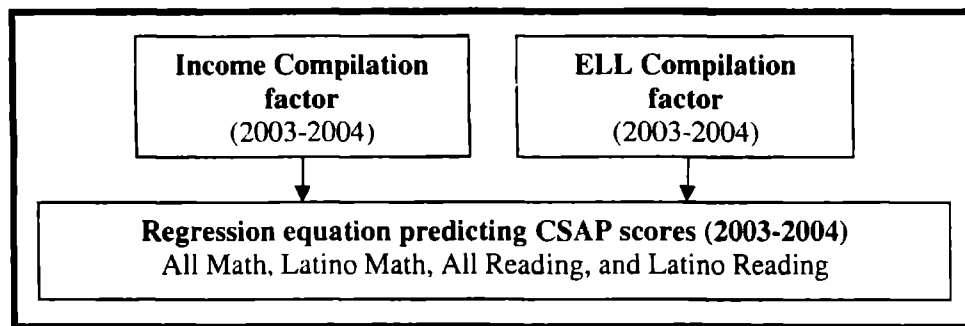 Income Compilation
factor
(2003-2004)
ELL Compilation
factor
(2003-2004)
Regression equation predicting CSAP scores (2003-2004)
All Math, Latino Math, All Reading, and Latino Reading